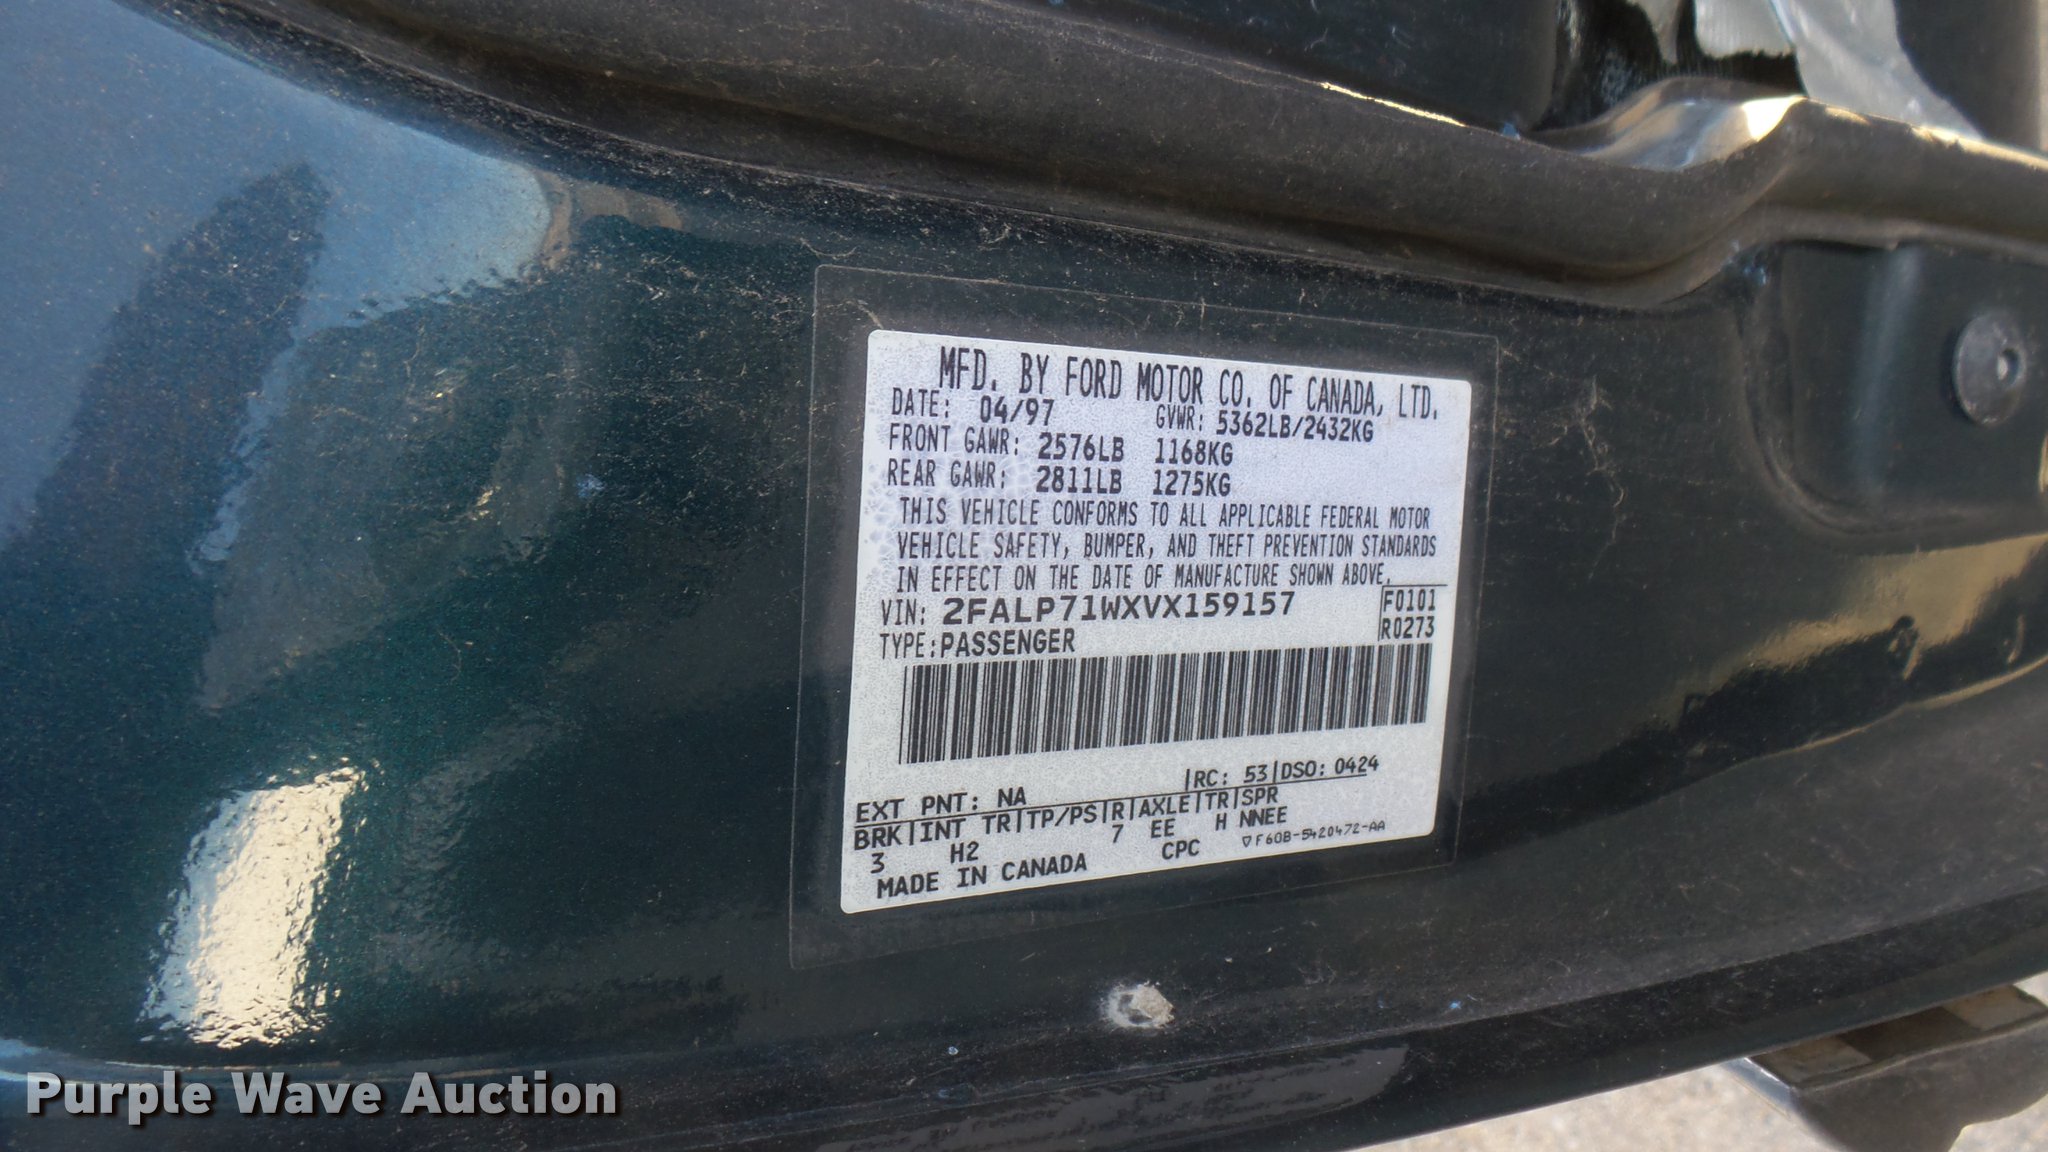 MFD. BY FORD MOTOR CO. OF CANADA, LTD.
DATE: 04/97 GVWR: 5362LB/2432KG
FRONT GAWR: 2576LB 1168KG
REAR GAWR: 2811LB 1275KG
THIS VEHICLE CONFORMS TO ALL APPLICABLE FEDERAL MOTOR
VEHICLE SAFETY, BUMPER, AND THEFT PREVENTION STANDARDS
IN EFFECT ON THE DATE OF MANUFACTURE SHOWN ABOVE.
VIN: 2FALP71WXVX159157 F0101
TYPE: PASSENGER R0273
EXT PNT: NA |RC: 53|DSO: 0424
BRK|INT TR|TP/PS|R|AXLE|TR|SPR
3 H2 7 EE H NNEE
MADE IN CANADA CPC ▽F60B-5420472-AA
Purple Wave Auction